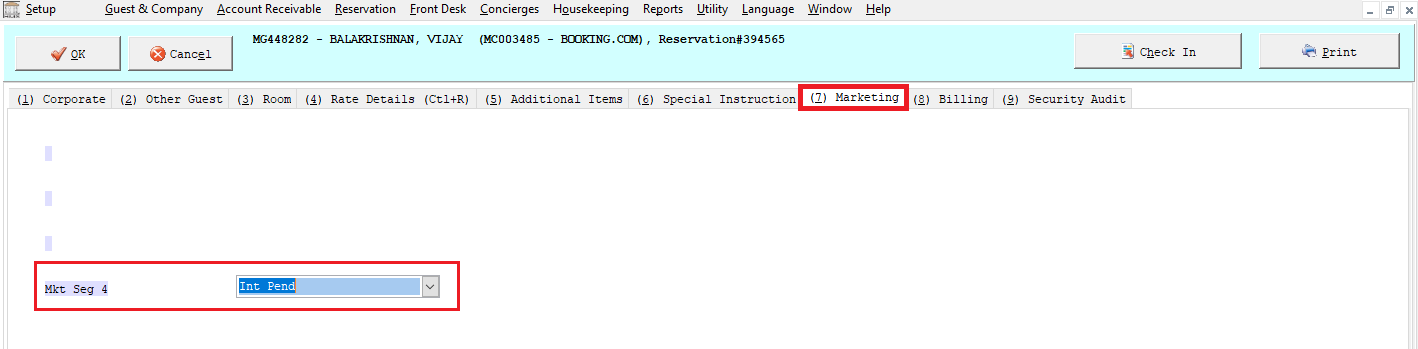 Setup Guest & Company Account Receivable Reservation Front Desk Concierges Housekeeping Reports Utility Language Window Help
MG448282 - BALAKRISHNAN, VIJAY (MC003485 - BOOKING.COM), Reservation#394565
OK Cancel Check In Print
(1) Corporate (2) Other Guest (3) Room (4) Rate Details (Ctl+R) (5) Additional Items (6) Special Instruction (7) Marketing (8) Billing (9) Security Audit
Mkt Seg 4 Int Pend